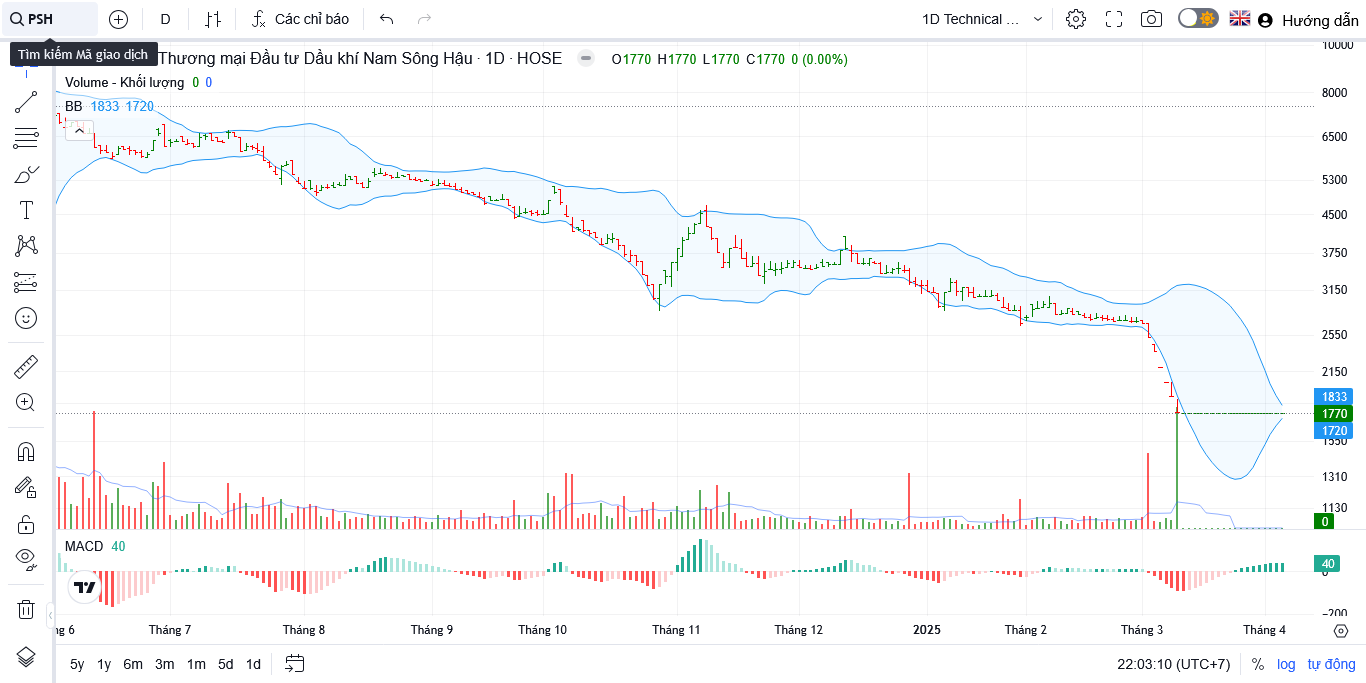 PSH
D
Các chỉ báo
1D Technical ...
Hướng dẫn
Tìm kiếm Mã giao dịch
Thương mại Đầu tư Dầu khí Nam Sông Hậu · 1D · HOSE
O1770 H1770 L1770 C1770 0 (0.00%)
Volume - Khối lượng 0 0
BB 1833 1720
10000
8000
6500
5300
4500
3750
3150
2550
2150
1833
1770
1720
1550
1310
1130
0
MACD 40
40
0
−200
ng 6
Tháng 7
Tháng 8
Tháng 9
Tháng 10
Tháng 11
Tháng 12
2025
Tháng 2
Tháng 3
Tháng 4
5y 1y 6m 3m 1m 5d 1d
22:03:10 (UTC+7)
% log tự động